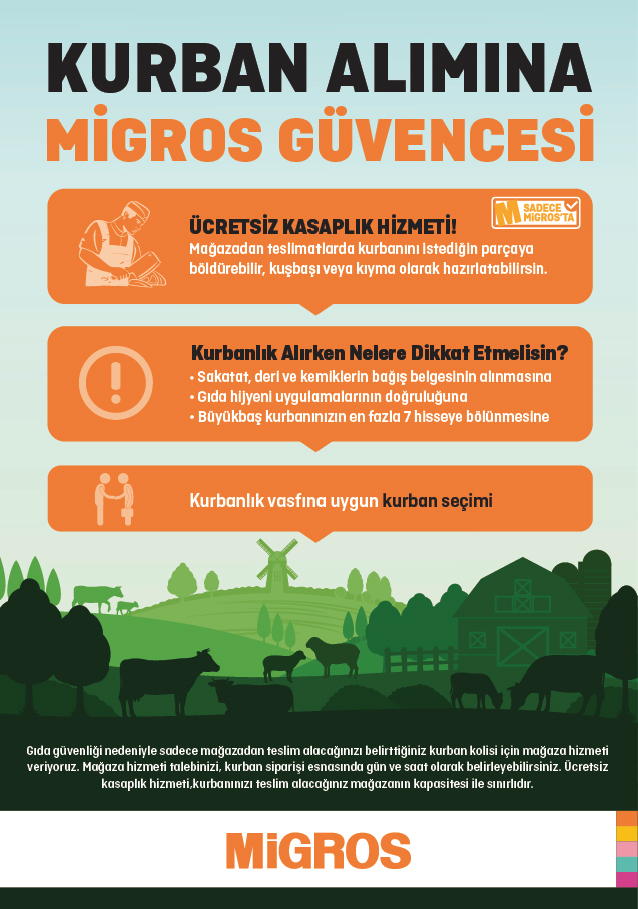 KURBAN ALIMINA
MİGROS GÜVENCESİ
M SADECE
MİGROS'TA
ÜCRETSİZ KASAPLIK HİZMETİ!
Mağazadan teslimatlarda kurbanını istediğin parçaya
böldürebilir, kuşbaşı veya kıyma olarak hazırlatabilirsin.
Kurbanlık Alırken Nelere Dikkat Etmelisin?
• Sakatat, deri ve kemiklerin bağış belgesinin alınmasına
• Gıda hijyeni uygulamalarının doğruluğuna
• Büyükbaş kurbanınızın en fazla 7 hisseye bölünmesine
Kurbanlık vasfına uygun kurban seçimi
Gıda güvenliği nedeniyle sadece mağazadan teslim alacağınızı belirttiğiniz kurban kolisi için mağaza hizmeti
veriyoruz. Mağaza hizmeti talebinizi, kurban siparişi esnasında gün ve saat olarak belirleyebilirsiniz. Ücretsiz
kasaplık hizmeti,kurbanınızı teslim alacağınız mağazanın kapasitesi ile sınırlıdır.
MiGROS